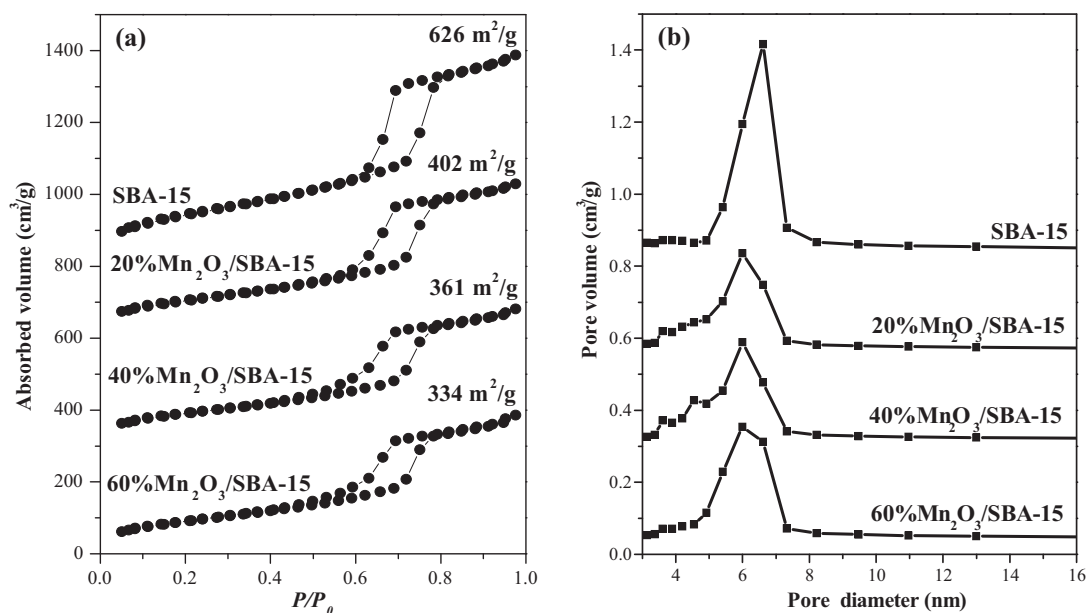 (a)
626 m²/g
402 m²/g
361 m²/g
334 m²/g
SBA-15
20%Mn₂O₃/SBA-15
40%Mn₂O₃/SBA-15
60%Mn₂O₃/SBA-15
1400
1200
1000
800
600
400
200
0
Absorbed volume (cm³/g)
0.0 0.2 0.4 0.6 0.8 1.0
P/P₀
(b)
SBA-15
20%Mn₂O₃/SBA-15
40%Mn₂O₃/SBA-15
60%Mn₂O₃/SBA-15
1.4
1.2
1.0
0.8
0.6
0.4
0.2
0.0
Pore volume (cm³/g)
4 6 8 10 12 14 16
Pore diameter (nm)